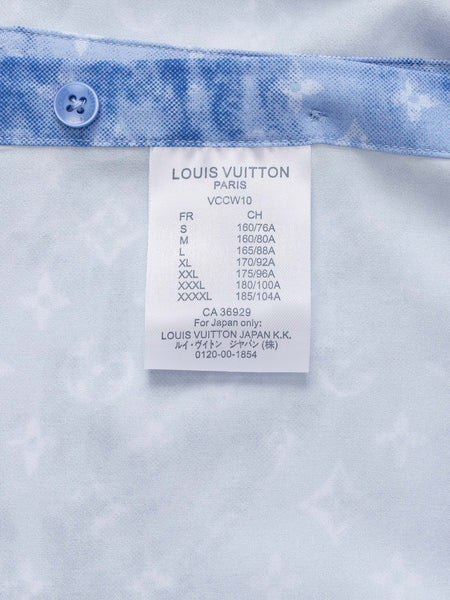 LOUIS VUITTON
PARIS
VCCW10
FR CH
S 160/76A
M 160/80A
L 165/88A
XL 170/92A
XXL 175/96A
XXXL 180/100A
XXXXL 185/104A
CA 36929
For Japan only:
LOUIS VUITTON JAPAN K.K.
ルイ・ヴィトン ジャパン(株)
0120-00-1854